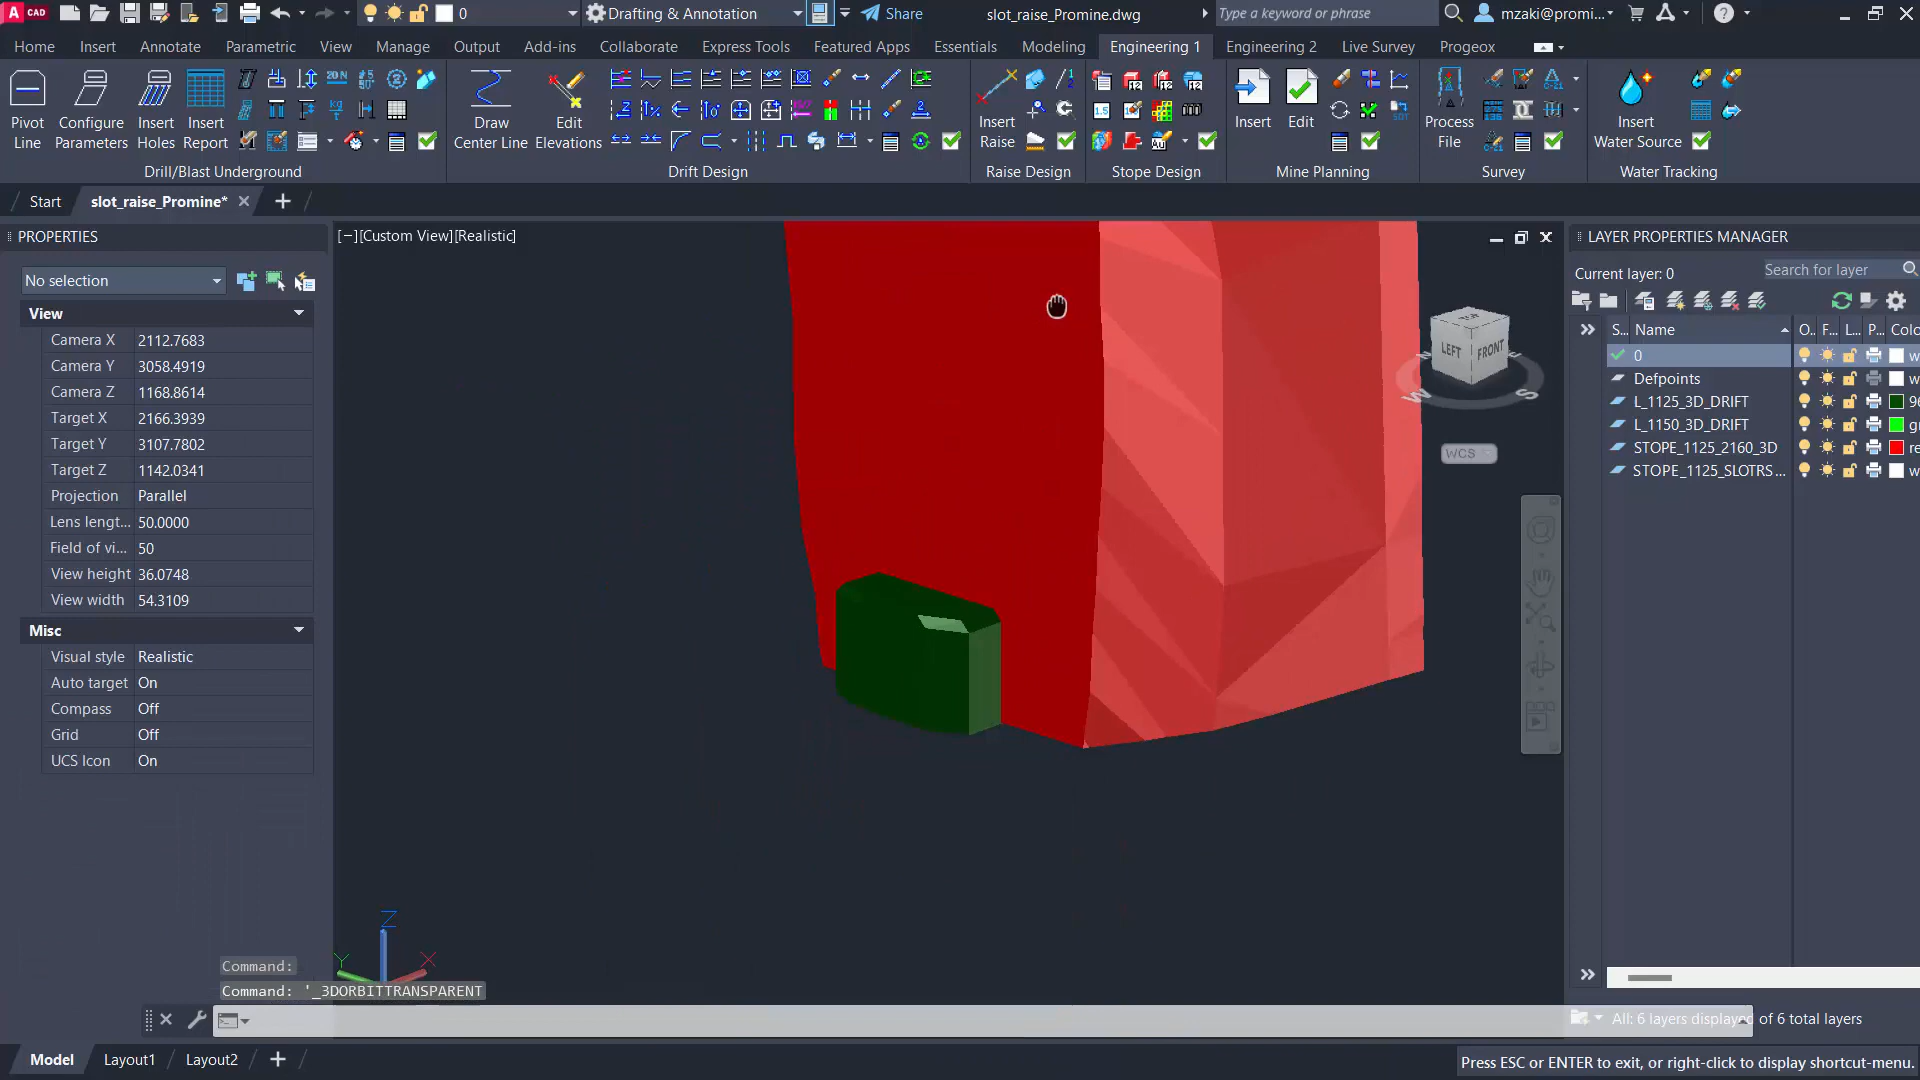 A CAD
0
Drafting & Annotation
Share
slot_raise_Promine.dwg
Type a keyword or phrase
mzaki@promi...
Home
Insert
Annotate
Parametric
View
Manage
Output
Add-ins
Collaborate
Express Tools
Featured Apps
Essentials
Modeling
Engineering 1
Engineering 2
Live Survey
Progeox
Pivot
Line
Configure
Parameters
Insert
Holes
Insert
Report
Drill/Blast Underground
Draw
Center Line
Edit
Elevations
Drift Design
Insert
Raise
Raise Design
Stope Design
Insert
Edit
Mine Planning
Process
File
Survey
Insert
Water Source
Water Tracking
Start
slot_raise_Promine*
PROPERTIES
No selection
View
Camera X 2112.7683
Camera Y 3058.4919
Camera Z 1168.8614
Target X 2166.3939
Target Y 3107.7802
Target Z 1142.0341
Projection Parallel
Lens lengt... 50.0000
Field of vi... 50
View height 36.0748
View width 54.3109
Misc
Visual style Realistic
Auto target On
Compass Off
Grid Off
UCS Icon On
[−][Custom View][Realistic]
TOP
LEFT
FRONT
W
S
WCS
Z
Y
X
Command:
Command: '_3DORBITTRANSPARENT
Model
Layout1
Layout2
LAYER PROPERTIES MANAGER
Current layer: 0
Search for layer
S... Name O. F... L... P... Colo
0 w
Defpoints w
L_1125_3D_DRIFT 96
L_1150_3D_DRIFT gr
STOPE_1125_2160_3D re
STOPE_1125_SLOTRS... w
All: 6 layers displayed of 6 total layers
Press ESC or ENTER to exit, or right-click to display shortcut-menu.